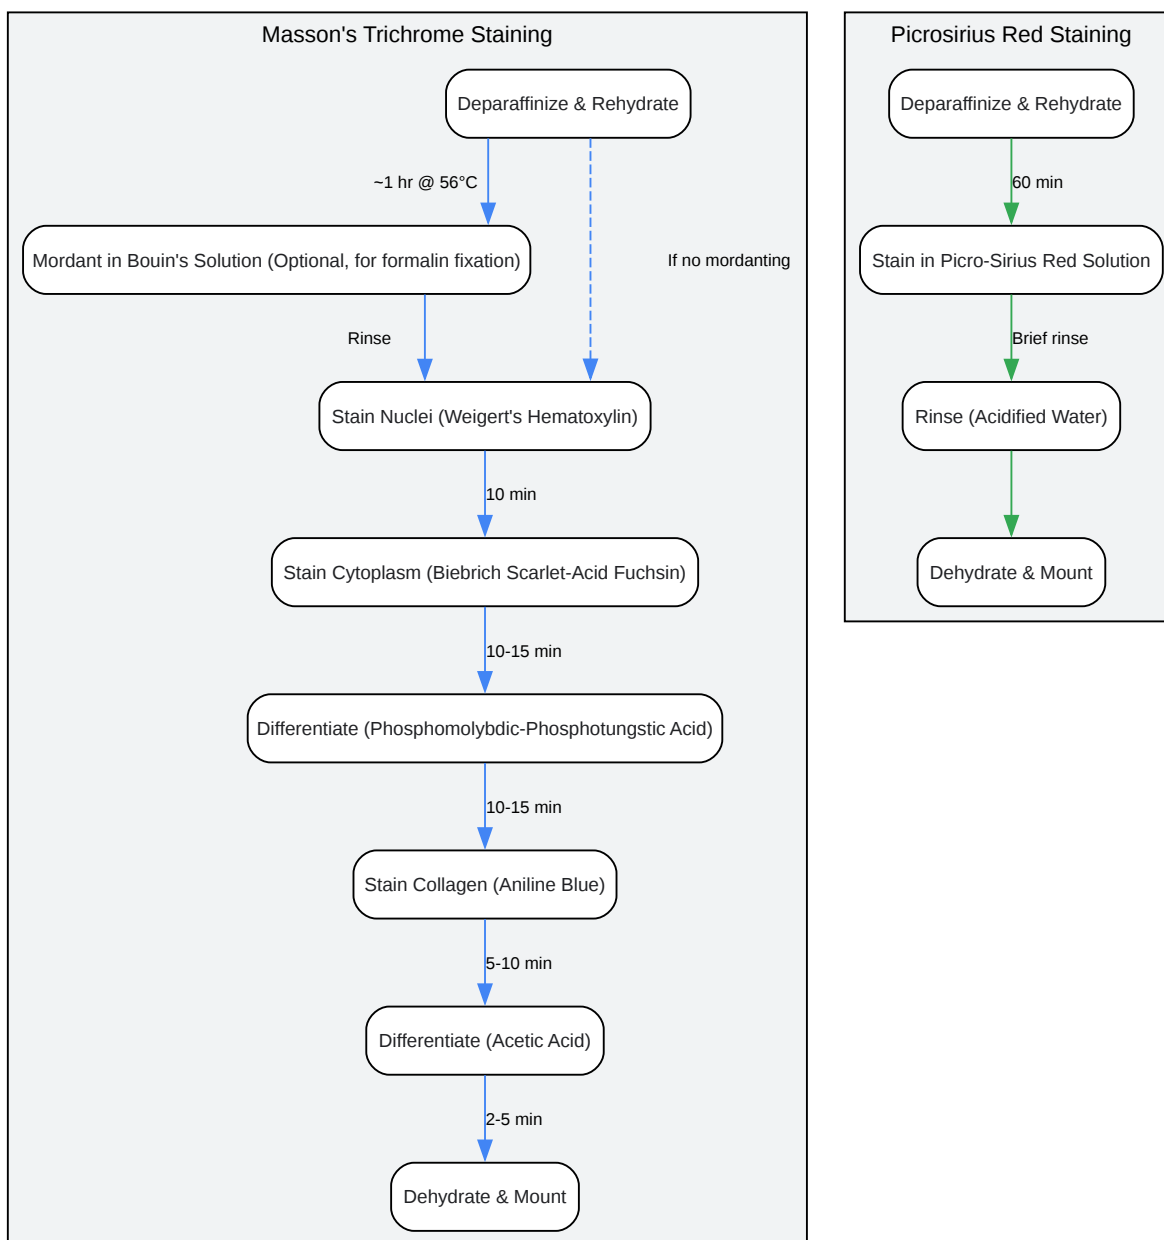 Masson's Trichrome Staining
Deparaffinize & Rehydrate
~1 hr @ 56°C
Mordant in Bouin's Solution (Optional, for formalin fixation)
If no mordanting
Rinse
Stain Nuclei (Weigert's Hematoxylin)
10 min
Stain Cytoplasm (Biebrich Scarlet-Acid Fuchsin)
10-15 min
Differentiate (Phosphomolybdic-Phosphotungstic Acid)
10-15 min
Stain Collagen (Aniline Blue)
5-10 min
Differentiate (Acetic Acid)
2-5 min
Dehydrate & Mount
Picrosirius Red Staining
Deparaffinize & Rehydrate
60 min
Stain in Picro-Sirius Red Solution
Brief rinse
Rinse (Acidified Water)
Dehydrate & Mount